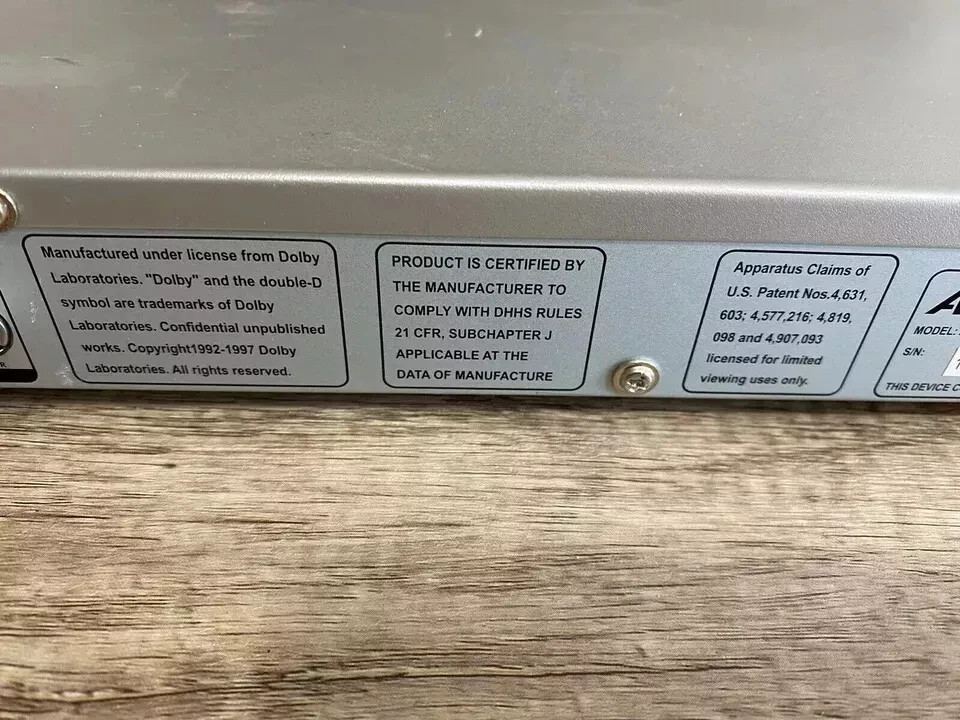 Manufactured under license from Dolby
Laboratories. "Dolby" and the double-D
symbol are trademarks of Dolby
Laboratories. Confidential unpublished
works. Copyright1992-1997 Dolby
Laboratories. All rights reserved.
PRODUCT IS CERTIFIED BY
THE MANUFACTURER TO
COMPLY WITH DHHS RULES
21 CFR, SUBCHAPTER J
APPLICABLE AT THE
DATA OF MANUFACTURE
Apparatus Claims of
U.S. Patent Nos.4,631,
603; 4,577,216; 4,819,
098 and 4,907,093
licensed for limited
viewing uses only.
MODEL:
S/N:
THIS DEVICE C
R